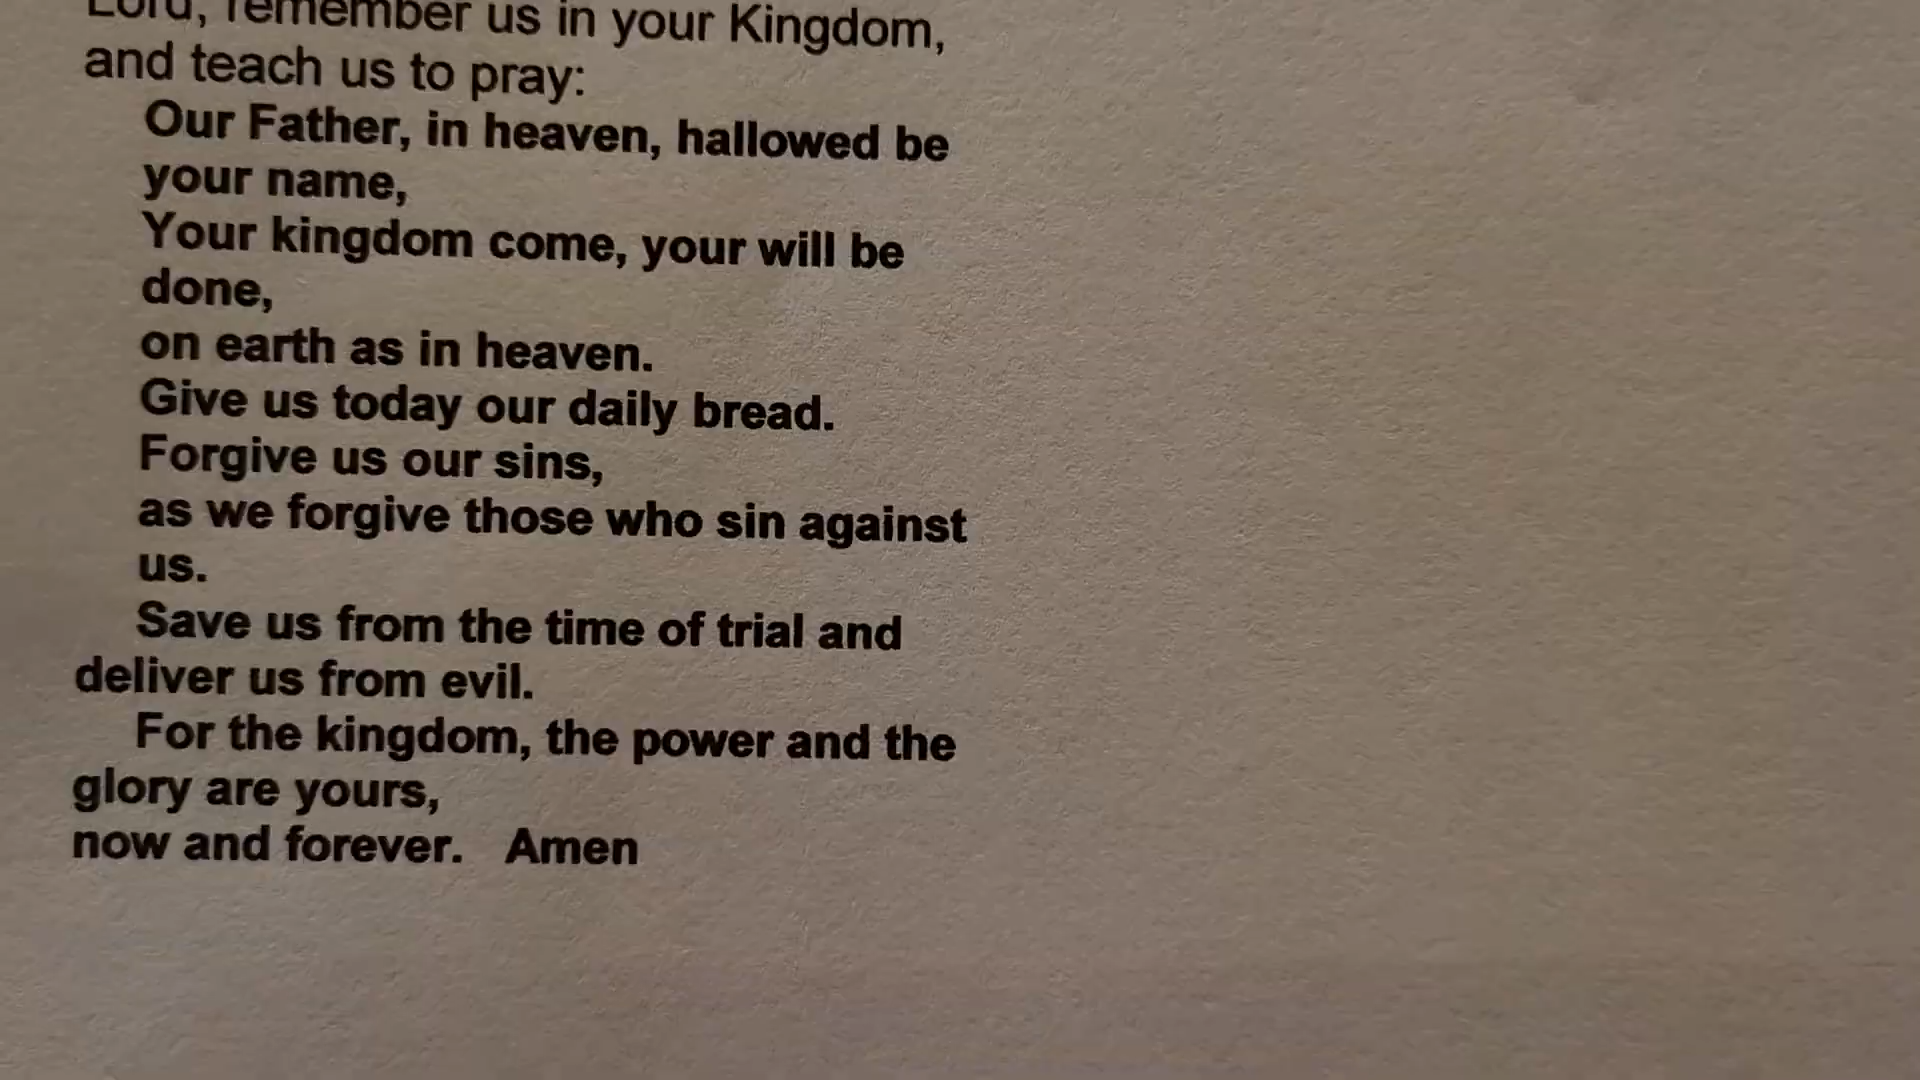 Lord, remember us in your Kingdom,
and teach us to pray:
Our Father, in heaven, hallowed be
your name,
Your kingdom come, your will be
done,
on earth as in heaven.
Give us today our daily bread.
Forgive us our sins,
as we forgive those who sin against
us.
Save us from the time of trial and
deliver us from evil.
For the kingdom, the power and the
glory are yours,
now and forever. Amen